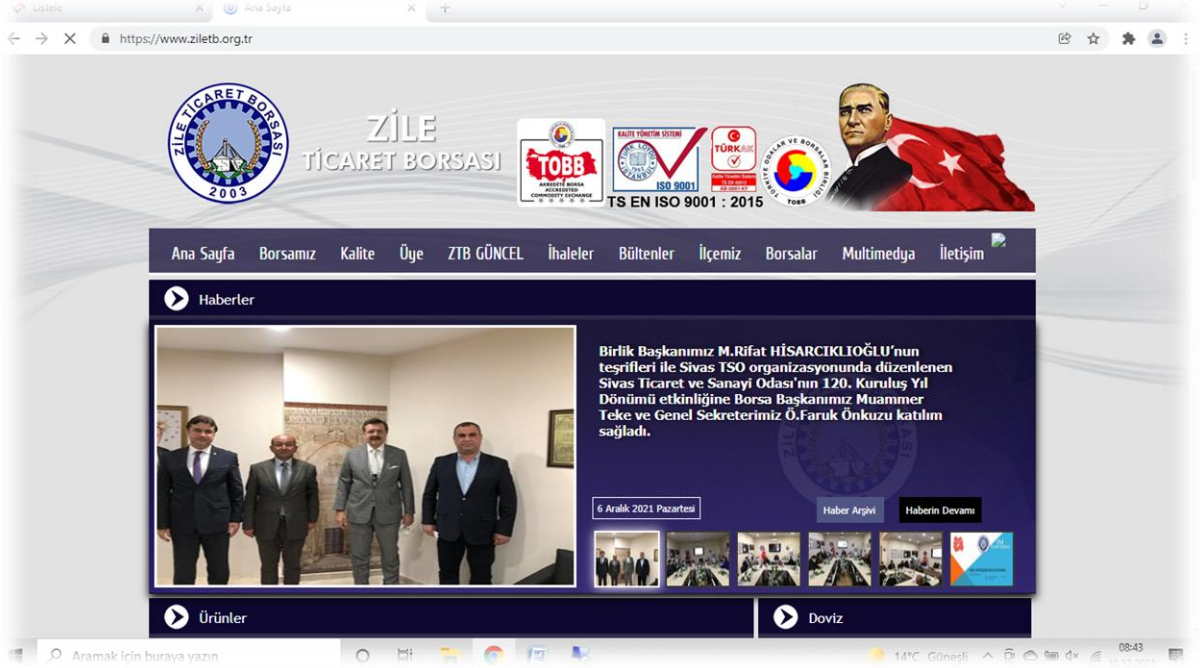 Listele
Ana Sayfa
https://www.ziletb.org.tr
ZİLE TİCARET BORSASI
2003
ZİLE
TİCARET BORSASI
TOBB
AKREDİTE BORSA
ACCREDITED
COMMODITY EXCHANGE
KALİTE YÖNETİM SİSTEMİ
ISO 9001
TÜRKAK
TS EN ISO 9001 : 2015
TÜRKİYE ODALAR VE BORSALAR BİRLİĞİ
TOBB
Ana Sayfa Borsamız Kalite Üye ZTB GÜNCEL İhaleler Bültenler İlçemiz Borsalar Multimedya İletişim
Haberler
Birlik Başkanımız M.Rifat HİSARCIKLIOĞLU’nun
teşrifleri ile Sivas TSO organizasyonunda düzenlenen
Sivas Ticaret ve Sanayi Odası'nın 120. Kuruluş Yıl
Dönümü etkinliğine Borsa Başkanımız Muammer
Teke ve Genel Sekreterimiz Ö.Faruk Önkuzu katılım
sağladı.
6 Aralık 2021 Pazartesi
Haber Arşivi
Haberin Devamı
Ürünler
Doviz
Aramak için buraya yazın
14°C Güneşli
08:43